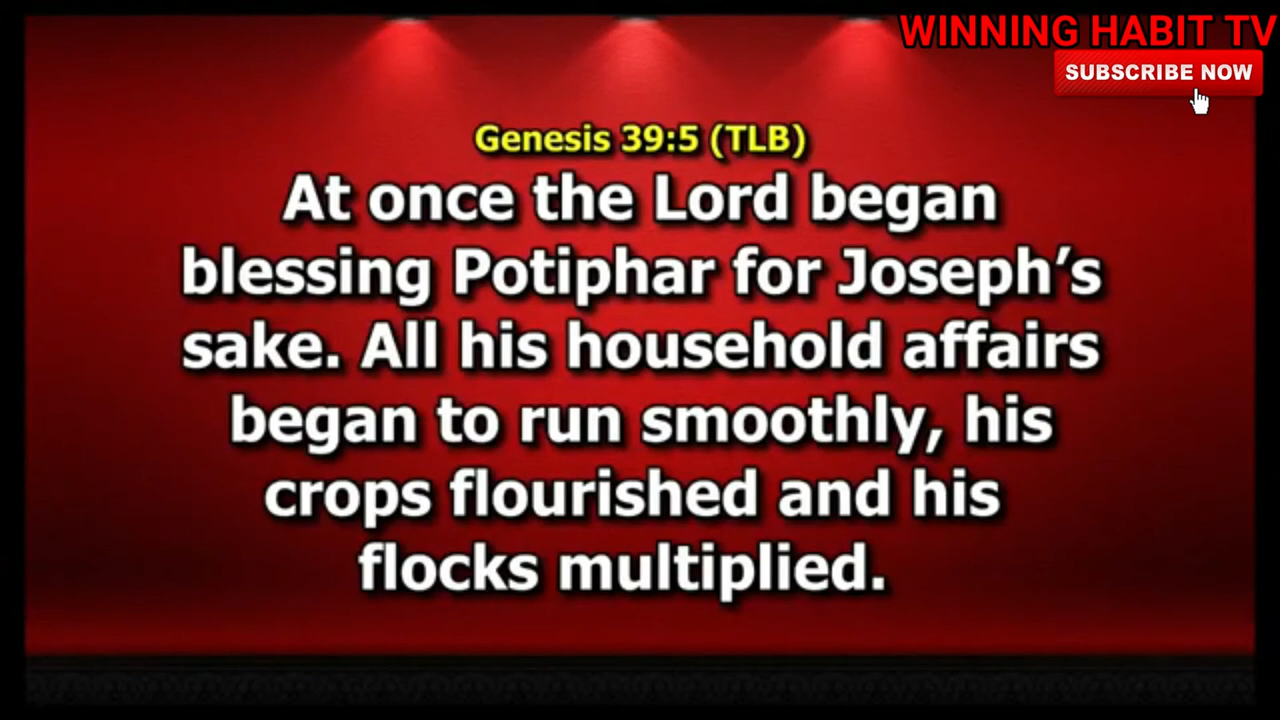 WINNING HABIT TV
SUBSCRIBE NOW
Genesis 39:5 (TLB)
At once the Lord began
blessing Potiphar for Joseph’s
sake. All his household affairs
began to run smoothly, his
crops flourished and his
flocks multiplied.